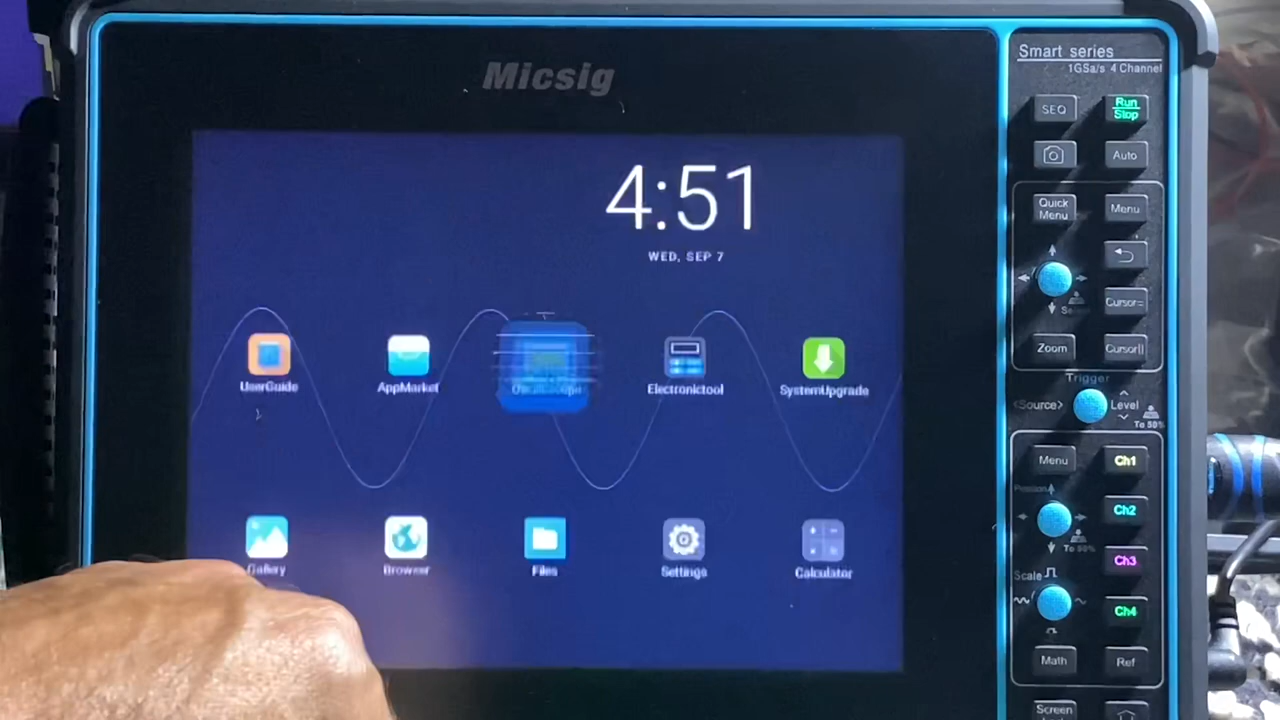 Micsig
Smart series
1GSa/s 4 Channel
SEQ
Run
Stop
Auto
4:51
WED, SEP 7
Quick
Menu
Menu
Cursor=
Zoom
Cursor||
UserGuide
AppMarket
Electronictool
SystemUpgrade
Trigger
<Source>
Level
To 50%
Menu
Ch1
Position
Ch2
To 50%
Gallery
Browser
Files
Settings
Calculator
Ch3
Scale
Ch4
Math
Ref
Screen